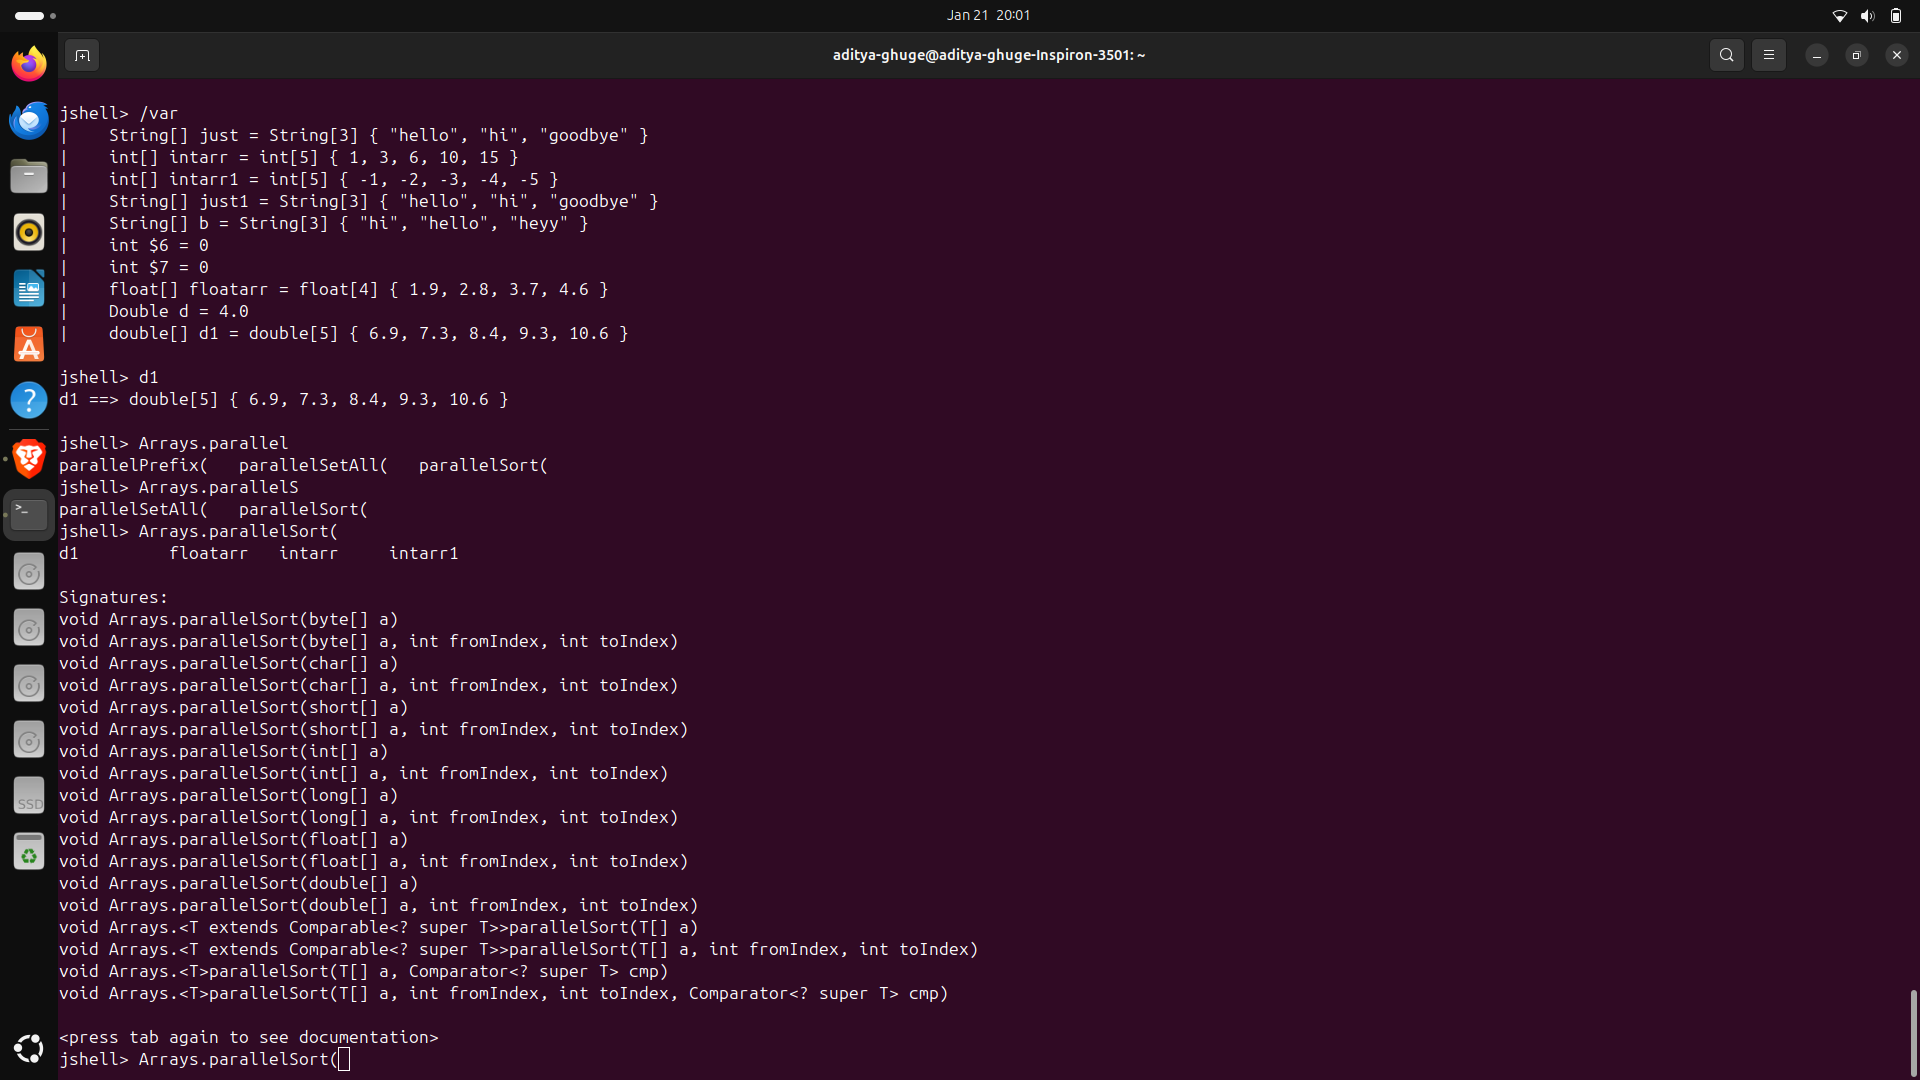 Jan 21 20:01
aditya-ghuge@aditya-ghuge-Inspiron-3501: ~
jshell> /var
|    String[] just = String[3] { "hello", "hi", "goodbye" }
|    int[] intarr = int[5] { 1, 3, 6, 10, 15 }
|    int[] intarr1 = int[5] { -1, -2, -3, -4, -5 }
|    String[] just1 = String[3] { "hello", "hi", "goodbye" }
|    String[] b = String[3] { "hi", "hello", "heyy" }
|    int $6 = 0
|    int $7 = 0
|    float[] floatarr = float[4] { 1.9, 2.8, 3.7, 4.6 }
|    Double d = 4.0
|    double[] d1 = double[5] { 6.9, 7.3, 8.4, 9.3, 10.6 }
jshell> d1
d1 ==> double[5] { 6.9, 7.3, 8.4, 9.3, 10.6 }
jshell> Arrays.parallel
parallelPrefix(   parallelSetAll(   parallelSort(
jshell> Arrays.parallelS
parallelSetAll(   parallelSort(
jshell> Arrays.parallelSort(
d1         floatarr   intarr     intarr1
Signatures:
void Arrays.parallelSort(byte[] a)
void Arrays.parallelSort(byte[] a, int fromIndex, int toIndex)
void Arrays.parallelSort(char[] a)
void Arrays.parallelSort(char[] a, int fromIndex, int toIndex)
void Arrays.parallelSort(short[] a)
void Arrays.parallelSort(short[] a, int fromIndex, int toIndex)
void Arrays.parallelSort(int[] a)
void Arrays.parallelSort(int[] a, int fromIndex, int toIndex)
void Arrays.parallelSort(long[] a)
void Arrays.parallelSort(long[] a, int fromIndex, int toIndex)
void Arrays.parallelSort(float[] a)
void Arrays.parallelSort(float[] a, int fromIndex, int toIndex)
void Arrays.parallelSort(double[] a)
void Arrays.parallelSort(double[] a, int fromIndex, int toIndex)
void Arrays.<T extends Comparable<? super T>>parallelSort(T[] a)
void Arrays.<T extends Comparable<? super T>>parallelSort(T[] a, int fromIndex, int toIndex)
void Arrays.<T>parallelSort(T[] a, Comparator<? super T> cmp)
void Arrays.<T>parallelSort(T[] a, int fromIndex, int toIndex, Comparator<? super T> cmp)
<press tab again to see documentation>
jshell> Arrays.parallelSort(
SSD